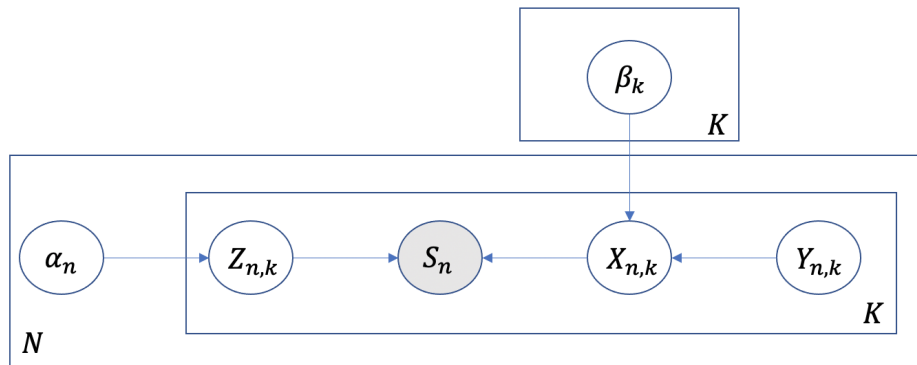 β_k
K
α_n
Z_{n,k}
S_n
X_{n,k}
Y_{n,k}
K
N